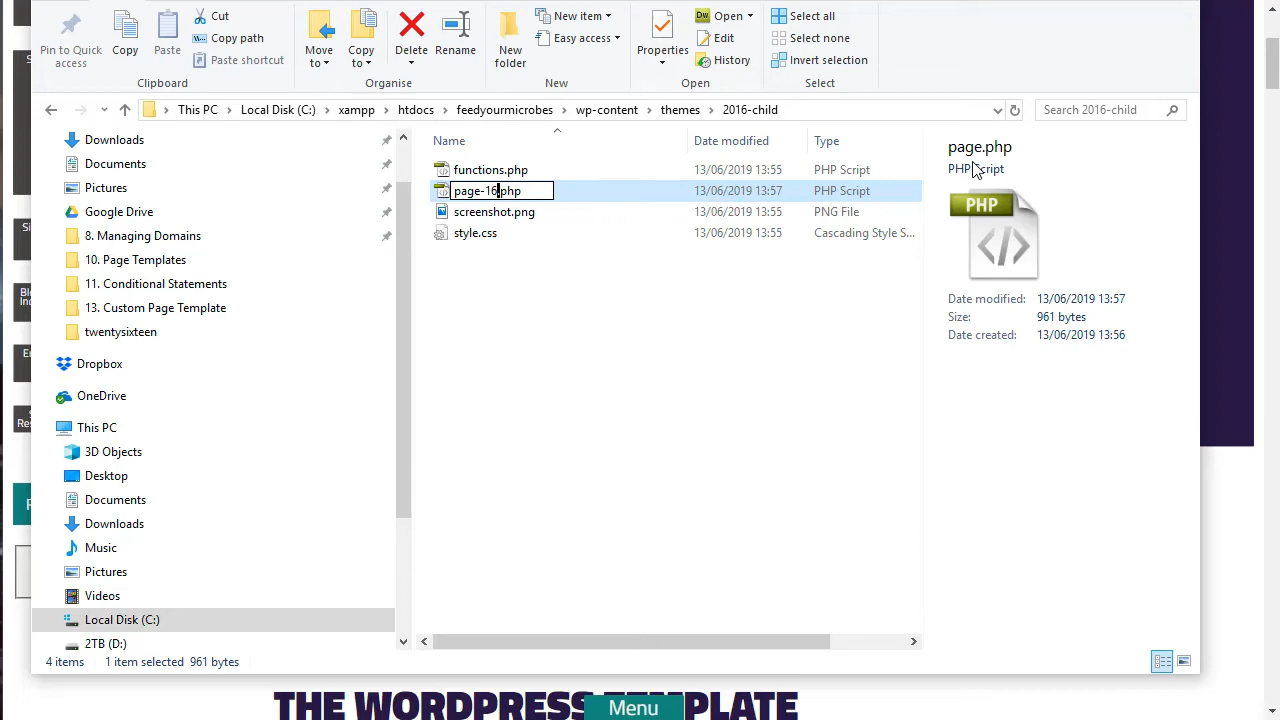 Pin to Quick access
Copy
Paste
Cut
Copy path
Paste shortcut
Clipboard
Move to
Copy to
Delete
Rename
Organise
New folder
New item
Easy access
New
Properties
Open
Edit
History
Open
Select all
Select none
Invert selection
Select
This PC > Local Disk (C:) > xampp > htdocs > feedyourmicrobes > wp-content > themes > 2016-child
Search 2016-child
Downloads
Documents
Pictures
Google Drive
8. Managing Domains
10. Page Templates
11. Conditional Statements
13. Custom Page Template
twentysixteen
Dropbox
OneDrive
This PC
3D Objects
Desktop
Documents
Downloads
Music
Pictures
Videos
Local Disk (C:)
2TB (D:)
Name Date modified Type
functions.php 13/06/2019 13:55 PHP Script
page-16.php 13/06/2019 13:57 PHP Script
screenshot.png 13/06/2019 13:55 PNG File
style.css 13/06/2019 13:55 Cascading Style S...
page.php
PHP Script
PHP
Date modified: 13/06/2019 13:57
Size: 961 bytes
Date created: 13/06/2019 13:56
4 items 1 item selected 961 bytes
THE WORDPRESS TEMPLATE
Menu